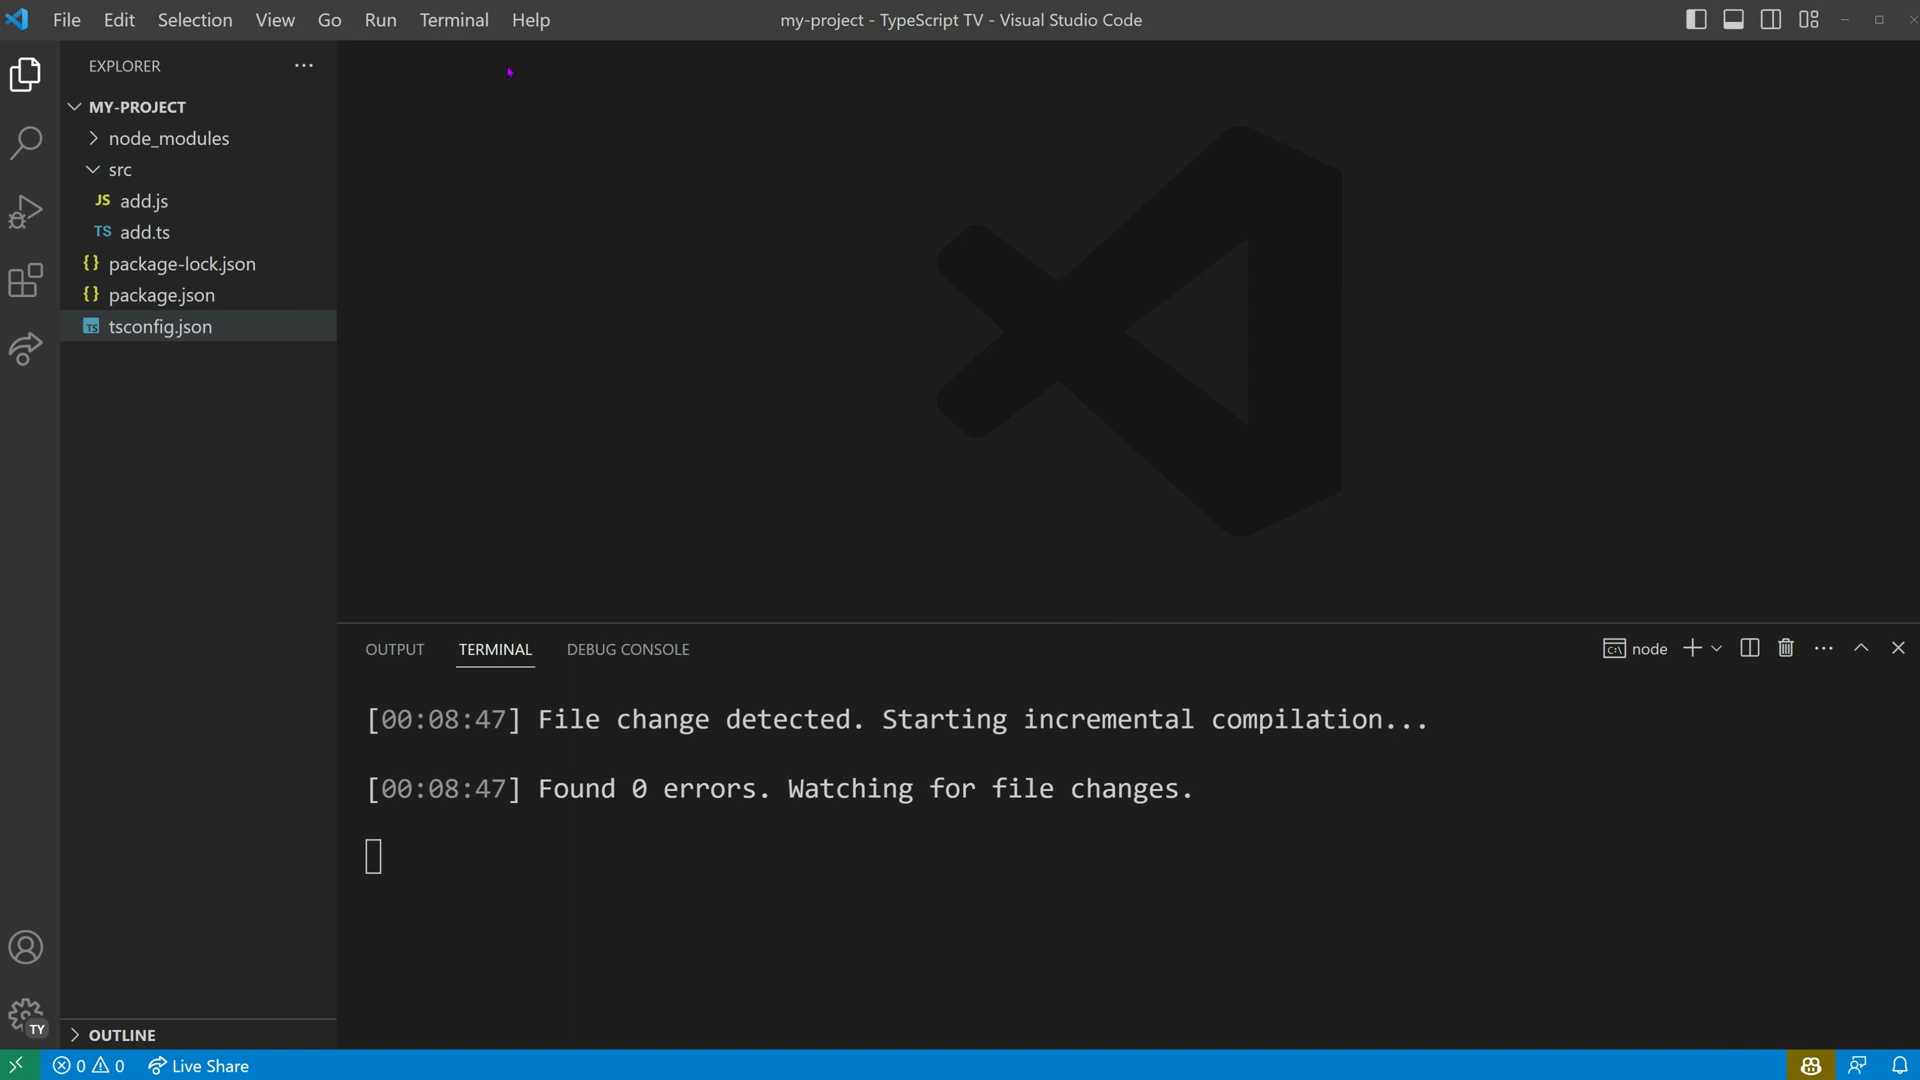 File Edit Selection View Go Run Terminal Help
my-project - TypeScript TV - Visual Studio Code
EXPLORER
MY-PROJECT
node_modules
src
JS add.js
TS add.ts
{} package-lock.json
{} package.json
TS tsconfig.json
OUTPUT TERMINAL DEBUG CONSOLE
node
[00:08:47] File change detected. Starting incremental compilation...
[00:08:47] Found 0 errors. Watching for file changes.
TY
OUTLINE
0 0 Live Share